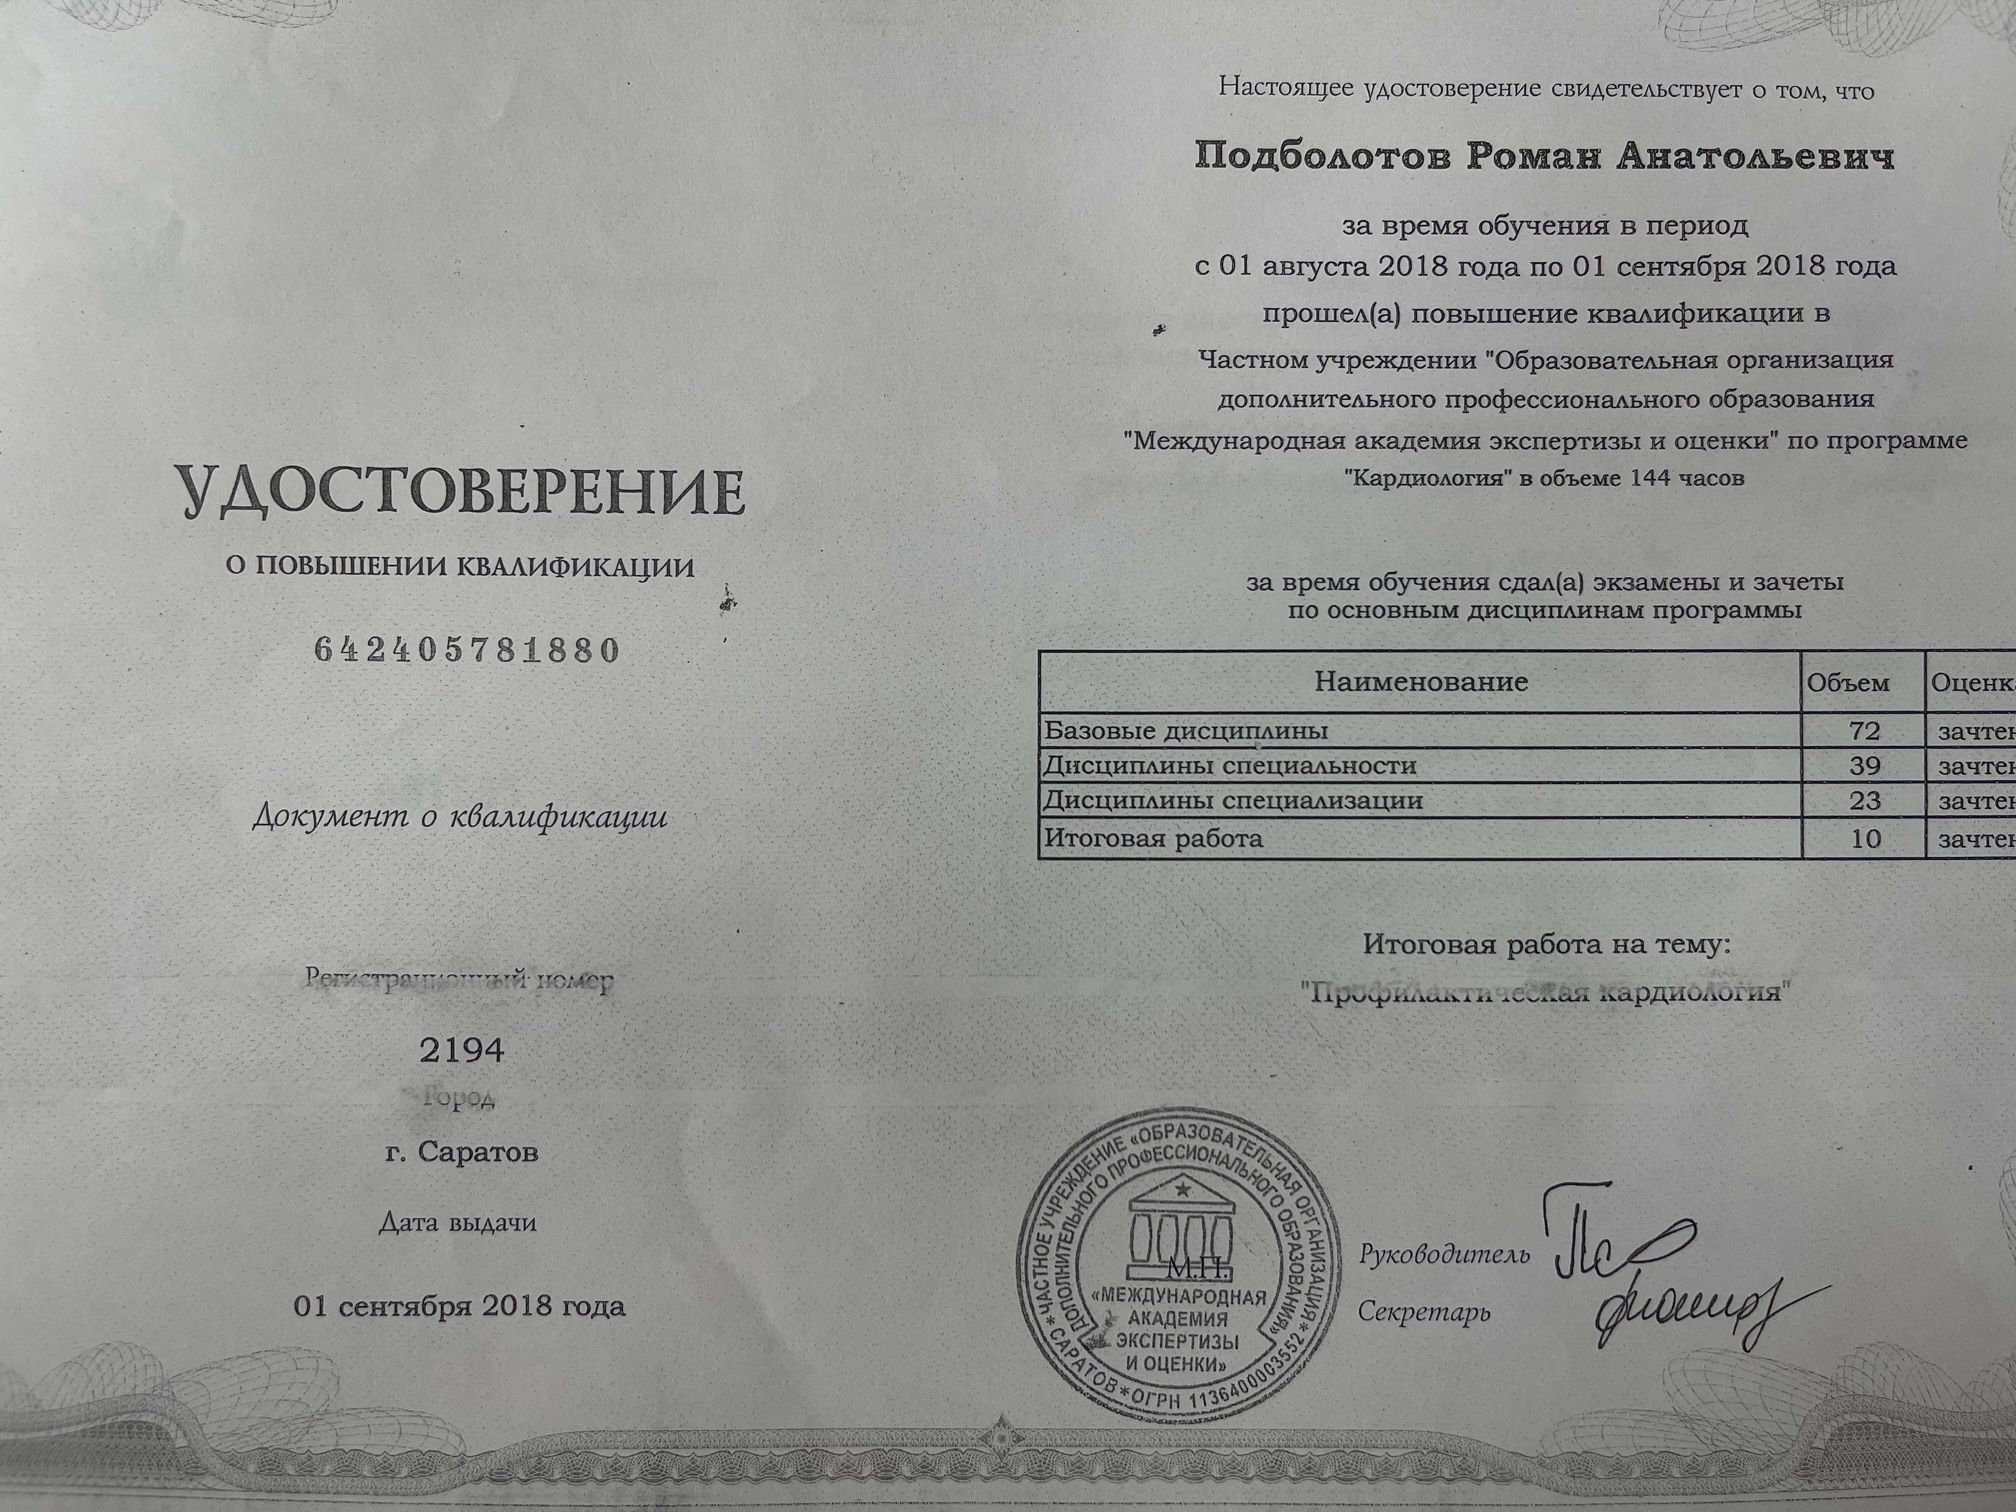 УДОСТОВЕРЕНИЕ
О ПОВЫШЕНИИ КВАЛИФИКАЦИИ
642405781880
Документ о квалификации
Регистрационный номер
2194
Город
г. Саратов
Дата выдачи
01 сентября 2018 года
Настоящее удостоверение свидетельствует о том, что
Подболотов Роман Анатольевич
за время обучения в период
с 01 августа 2018 года по 01 сентября 2018 года
прошел(а) повышение квалификации в
Частном учреждении "Образовательная организация
дополнительного профессионального образования
"Международная академия экспертизы и оценки" по программе
"Кардиология" в объеме 144 часов
за время обучения сдал(а) экзамены и зачеты
по основным дисциплинам программы
Наименование Объем Оценка
Базовые дисциплины 72 зачтен
Дисциплины специальности 39 зачтен
Дисциплины специализации 23 зачтен
Итоговая работа 10 зачтен
Итоговая работа на тему:
"Профилактическая кардиология"
ЧАСТНОЕ УЧРЕЖДЕНИЕ «ОБРАЗОВАТЕЛЬНАЯ ОРГАНИЗАЦИЯ
ДОПОЛНИТЕЛЬНОГО ПРОФЕССИОНАЛЬНОГО ОБРАЗОВАНИЯ»
М.П.
«МЕЖДУНАРОДНАЯ
АКАДЕМИЯ
ЭКСПЕРТИЗЫ
И ОЦЕНКИ»
* САРАТОВ * ОГРН 1136400003552 *
Руководитель
Секретарь